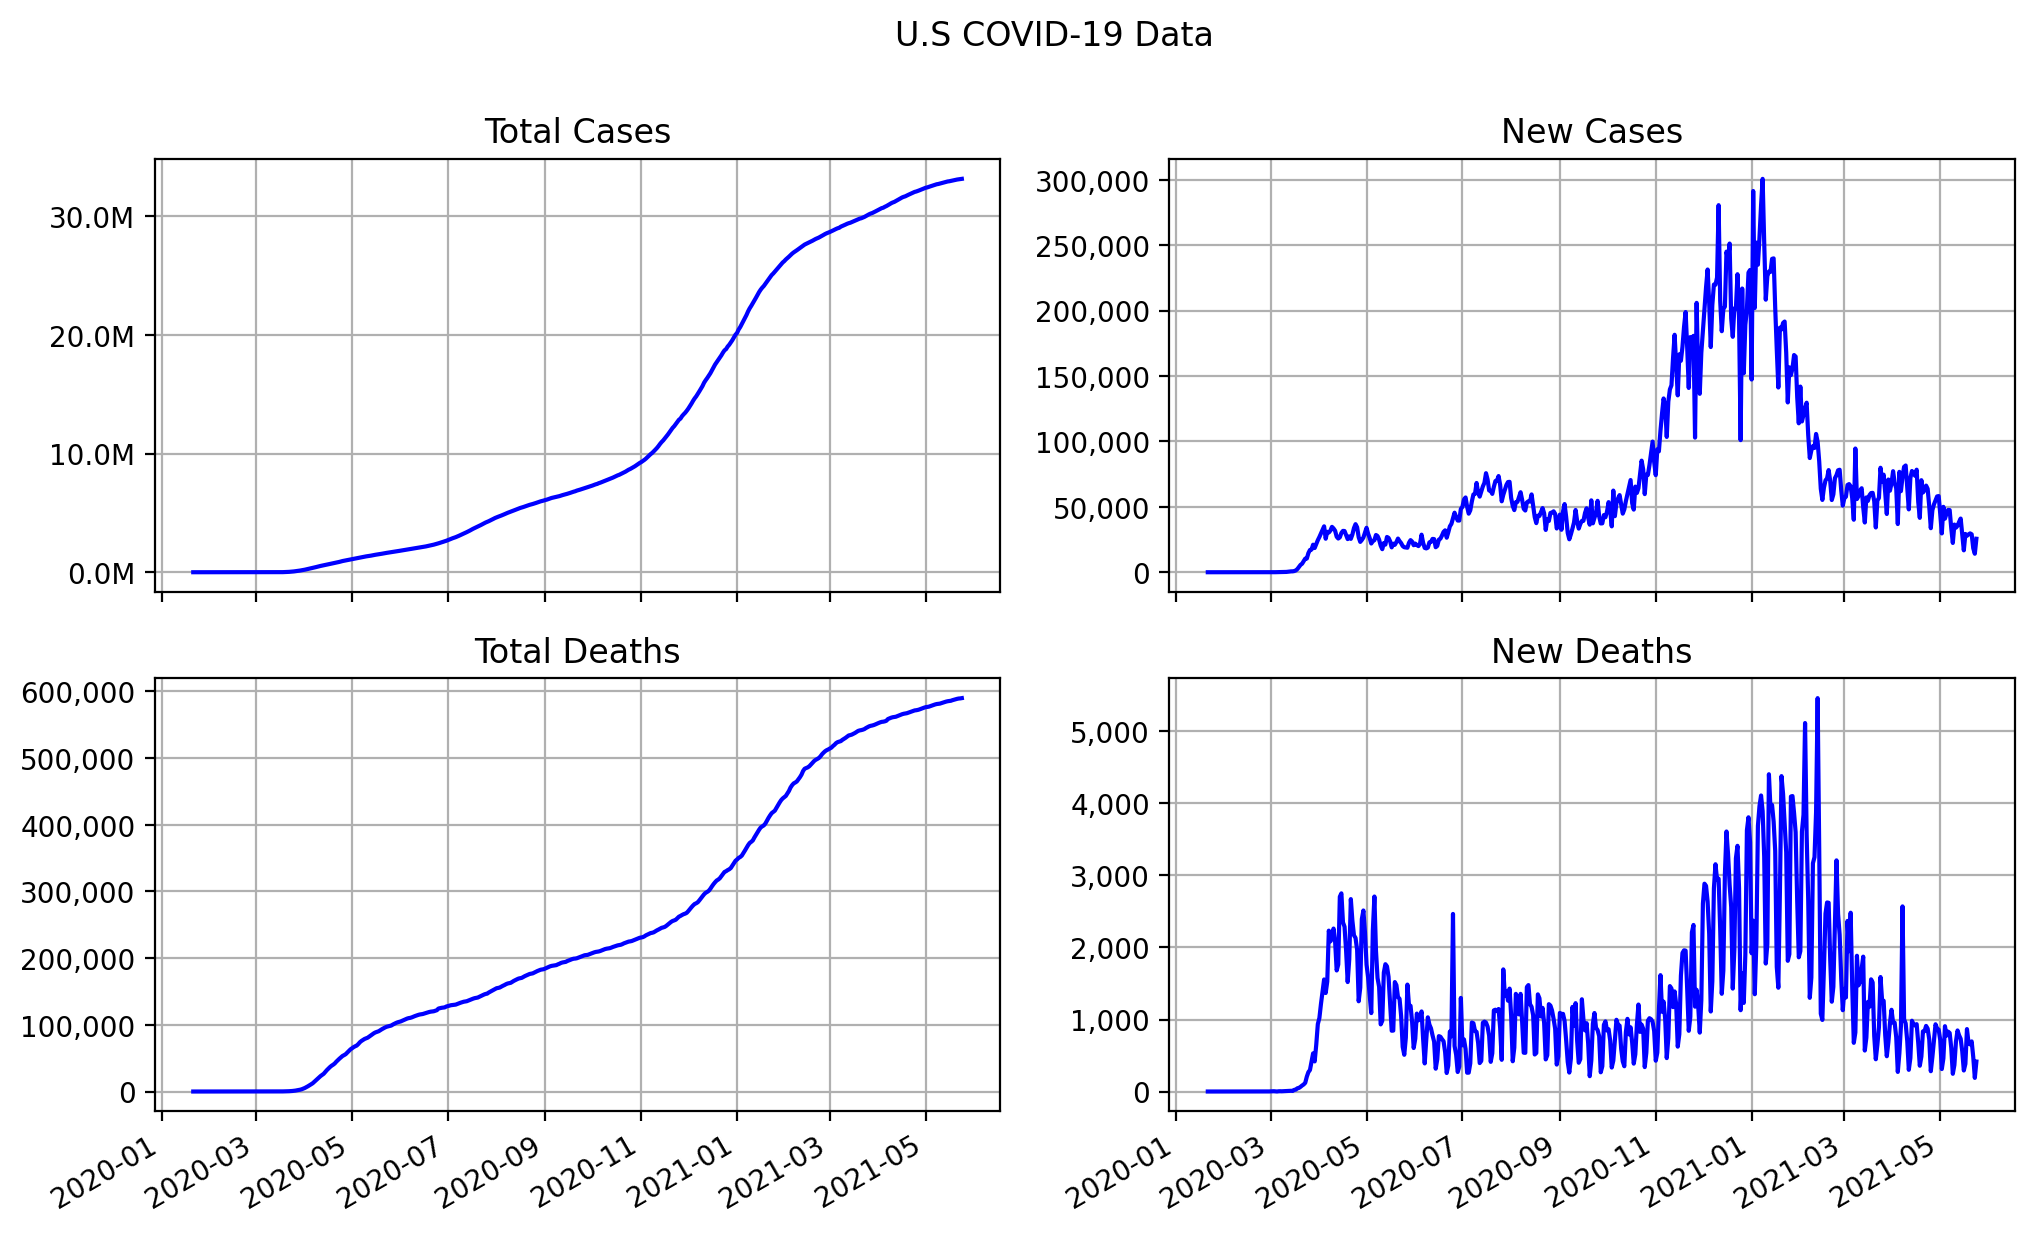 U.S COVID-19 Data
Total Cases
30.0M
20.0M
10.0M
0.0M
New Cases
300,000
250,000
200,000
150,000
100,000
50,000
0
Total Deaths
600,000
500,000
400,000
300,000
200,000
100,000
0
2020-01 2020-03 2020-05 2020-07 2020-09 2020-11 2021-01 2021-03 2021-05
New Deaths
5,000
4,000
3,000
2,000
1,000
0
2020-01 2020-03 2020-05 2020-07 2020-09 2020-11 2021-01 2021-03 2021-05